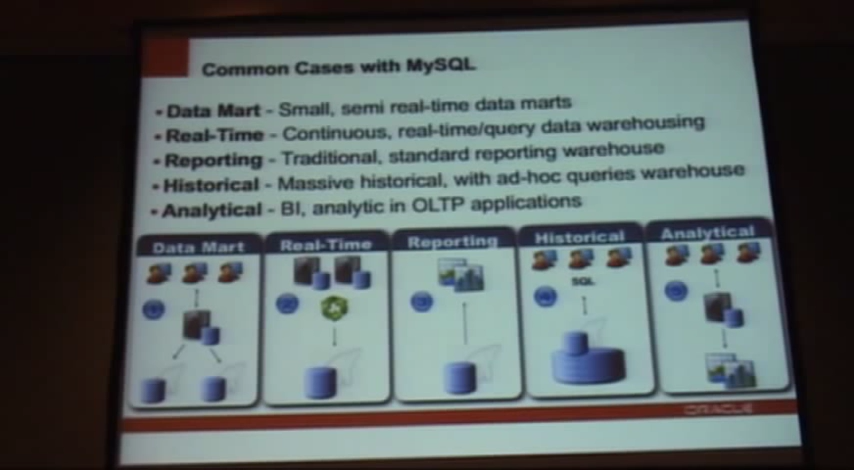 Common Cases with MySQL
• Data Mart - Small, semi real-time data marts
• Real-Time - Continuous, real-time/query data warehousing
• Reporting - Traditional, standard reporting warehouse
• Historical - Massive historical, with ad-hoc queries warehouse
• Analytical - BI, analytic in OLTP applications
Data Mart Real-Time Reporting Historical Analytical
SQL
ORACLE